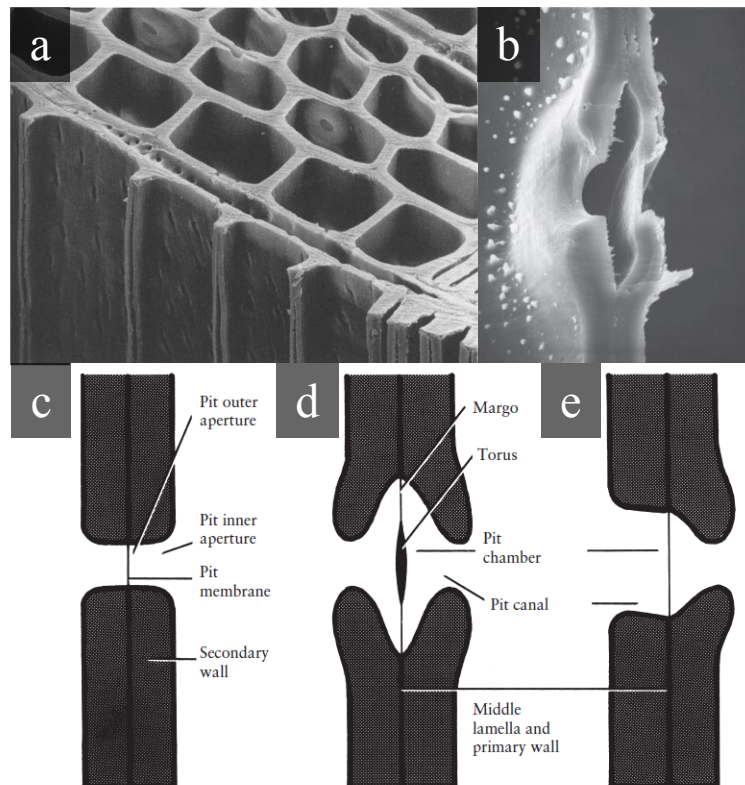 a
b
c
d
e
Pit outer
aperture
Pit inner
aperture
Pit
membrane
Secondary
wall
Margo
Torus
Pit
chamber
Pit canal
Middle
lamella and
primary wall